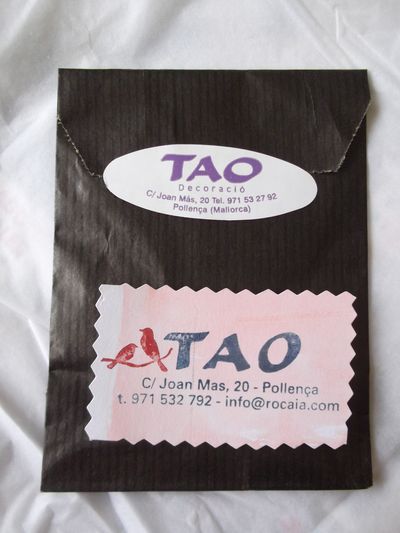 TAO
Decoració
C/ Joan Más, 20 Tel. 971 53 27 92
Pollença (Mallorca)
TAO
C/ Joan Mas, 20 - Pollença
t. 971 532 792 - info@rocaia.com